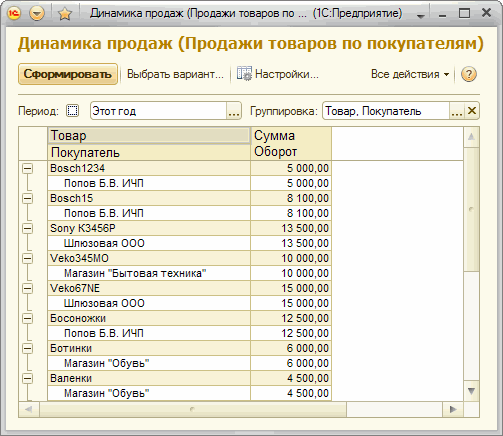 Динамика продаж (Продажи товаров по ... (1С:Предприятие)
Динамика продаж (Продажи товаров по покупателям)
Сформировать Выбрать вариант... Настройки... Все действия ?
Период: Этот год ... Группировка: Товар, Покупатель ... ×
Товар Сумма
Покупатель Оборот
Bosch1234 5 000,00
Попов Б.В. ИЧП 5 000,00
Bosch15 8 100,00
Попов Б.В. ИЧП 8 100,00
Sony К3456Р 13 500,00
Шлюзовая ООО 13 500,00
Veko345МО 10 000,00
Магазин "Бытовая техника" 10 000,00
Veko67NE 15 000,00
Шлюзовая ООО 15 000,00
Босоножки 12 500,00
Попов Б.В. ИЧП 12 500,00
Ботинки 6 000,00
Магазин "Обувь" 6 000,00
Валенки 4 500,00
Магазин "Обувь" 4 500,00